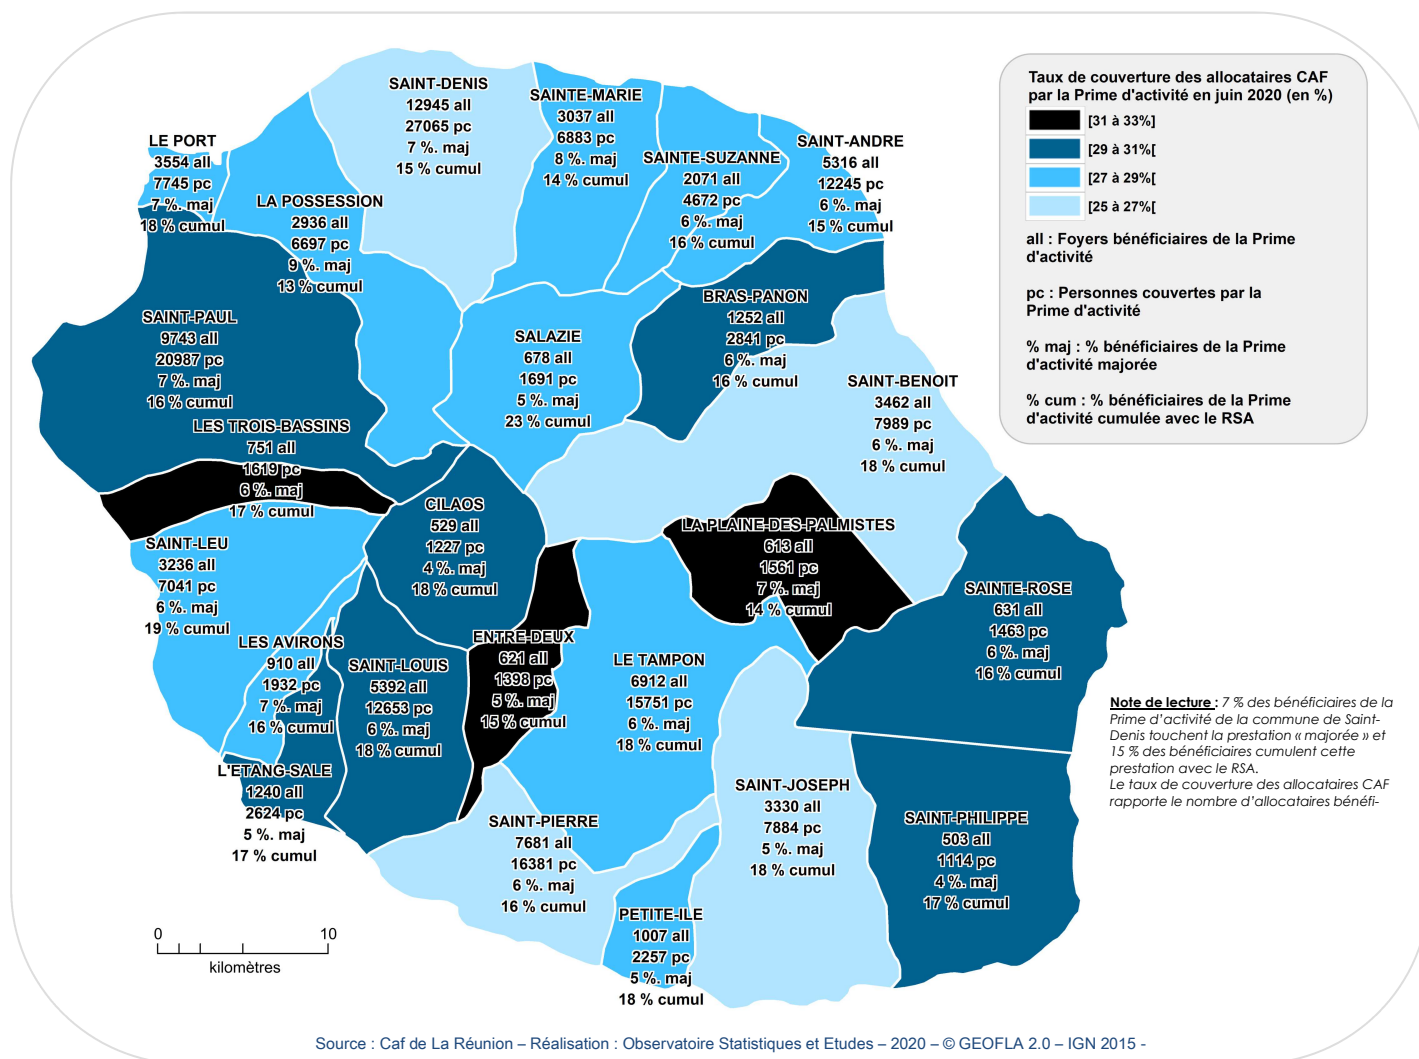 SAINT-DENIS
12945 all
27065 pc
7 %. maj
15 % cumul
SAINTE-MARIE
3037 all
6883 pc
8 %. maj
14 % cumul
SAINTE-SUZANNE
2071 all
4672 pc
6 %. maj
16 % cumul
SAINT-ANDRE
5316 all
12245 pc
6 %. maj
15 % cumul
LE PORT
3554 all
7745 pc
7 %. maj
18 % cumul
LA POSSESSION
2936 all
6697 pc
9 %. maj
13 % cumul
SAINT-PAUL
9743 all
20987 pc
7 %. maj
16 % cumul
SALAZIE
678 all
1691 pc
5 %. maj
23 % cumul
BRAS-PANON
1252 all
2841 pc
6 %. maj
16 % cumul
SAINT-BENOIT
3462 all
7989 pc
6 %. maj
18 % cumul
LES TROIS-BASSINS
751 all
1619 pc
6 %. maj
17 % cumul
CILAOS
529 all
1227 pc
4 %. maj
18 % cumul
LA PLAINE-DES-PALMISTES
613 all
1561 pc
7 %. maj
14 % cumul
SAINT-LEU
3236 all
7041 pc
6 %. maj
19 % cumul
SAINTE-ROSE
631 all
1463 pc
6 %. maj
16 % cumul
LES AVIRONS
910 all
1932 pc
7 %. maj
16 % cumul
SAINT-LOUIS
5392 all
12653 pc
6 %. maj
18 % cumul
ENTRE-DEUX
621 all
1398 pc
5 %. maj
15 % cumul
LE TAMPON
6912 all
15751 pc
6 %. maj
18 % cumul
L'ETANG-SALE
1240 all
2624 pc
5 %. maj
17 % cumul
SAINT-PIERRE
7681 all
16381 pc
6 %. maj
16 % cumul
SAINT-JOSEPH
3330 all
7884 pc
5 %. maj
18 % cumul
SAINT-PHILIPPE
503 all
1114 pc
4 %. maj
17 % cumul
PETITE-ILE
1007 all
2257 pc
5 %. maj
18 % cumul
Taux de couverture des allocataires CAF
par la Prime d'activité en juin 2020 (en %)
[31 à 33%]
[29 à 31%[
[27 à 29%[
[25 à 27%[
all : Foyers bénéficiaires de la Prime
d'activité
pc : Personnes couvertes par la
Prime d'activité
% maj : % bénéficiaires de la Prime
d'activité majorée
% cum : % bénéficiaires de la Prime
d'activité cumulée avec le RSA
Note de lecture : 7 % des bénéficiaires de la
Prime d'activité de la commune de Saint-
Denis touchent la prestation « majorée » et
15 % des bénéficiaires cumulent cette
prestation avec le RSA.
Le taux de couverture des allocataires CAF
rapporte le nombre d'allocataires bénéfi-
0 10
kilomètres
Source : Caf de La Réunion – Réalisation : Observatoire Statistiques et Etudes – 2020 – © GEOFLA 2.0 – IGN 2015 -